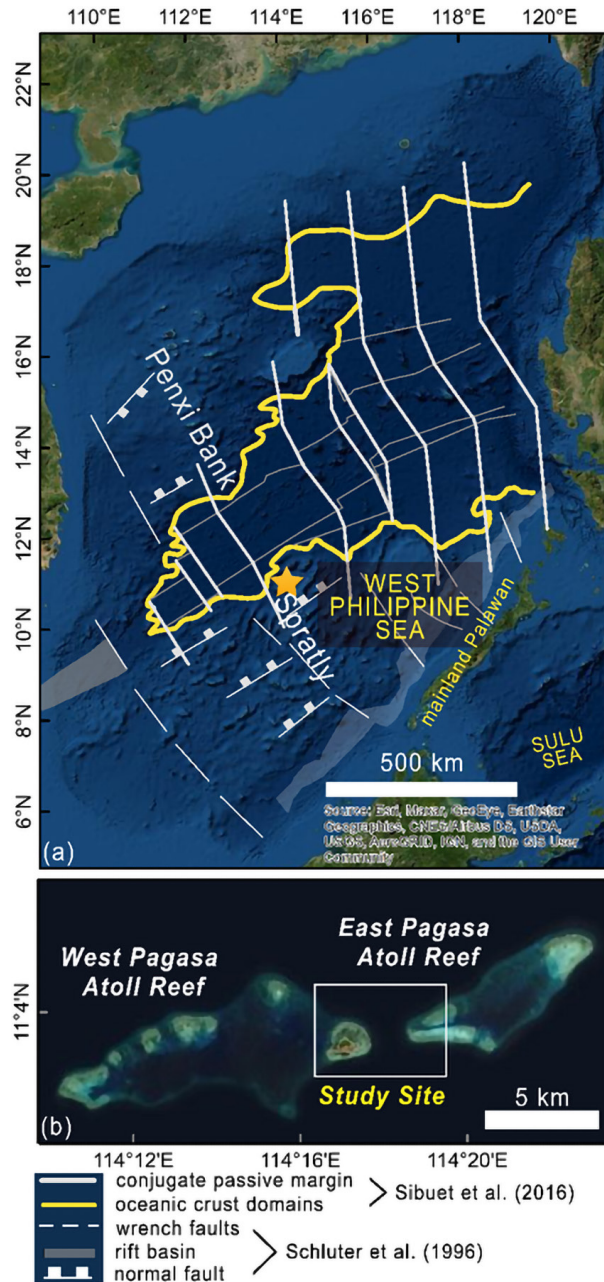 110°E 112°E 114°E 116°E 118°E 120°E
22°N
20°N
18°N
16°N
14°N
12°N
10°N
8°N
6°N
Penxi Bank
Spratly
WEST
PHILIPPINE
SEA
mainland Palawan
SULU
SEA
500 km
Source: Esri, Maxar, GeoEye, Earthstar
Geographics, CNES/Airbus DS, USDA,
USGS, AeroGRID, IGN, and the GIS User
Community
(a)
West Pagasa
Atoll Reef
East Pagasa
Atoll Reef
11°4'
Study Site
5 km
(b)
114°12'E 114°16'E 114°20'E
conjugate passive margin
oceanic crust domains
Sibuet et al. (2016)
wrench faults
rift basin
normal fault
Schluter et al. (1996)